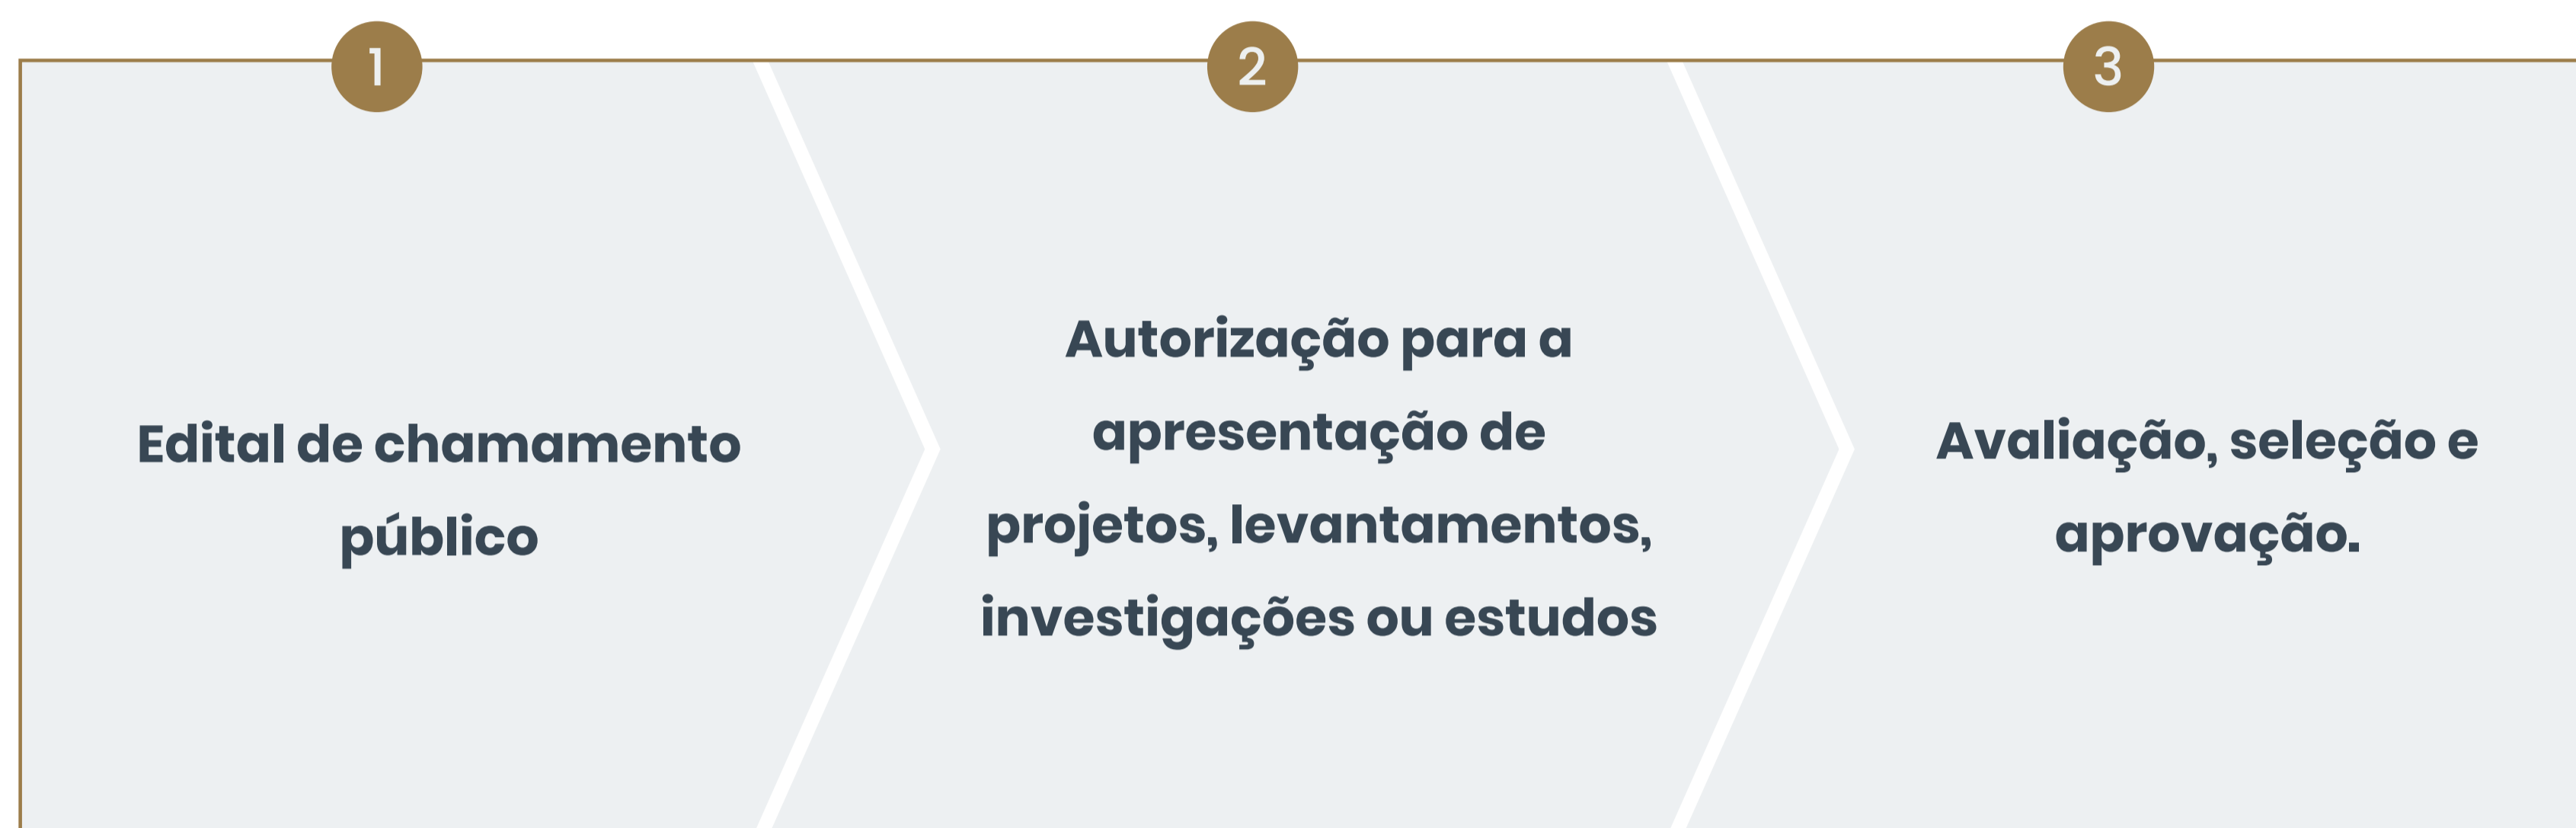 1
Edital de chamamento
público
2
Autorização para a
apresentação de
projetos, levantamentos,
investigações ou estudos
3
Avaliação, seleção e
aprovação.